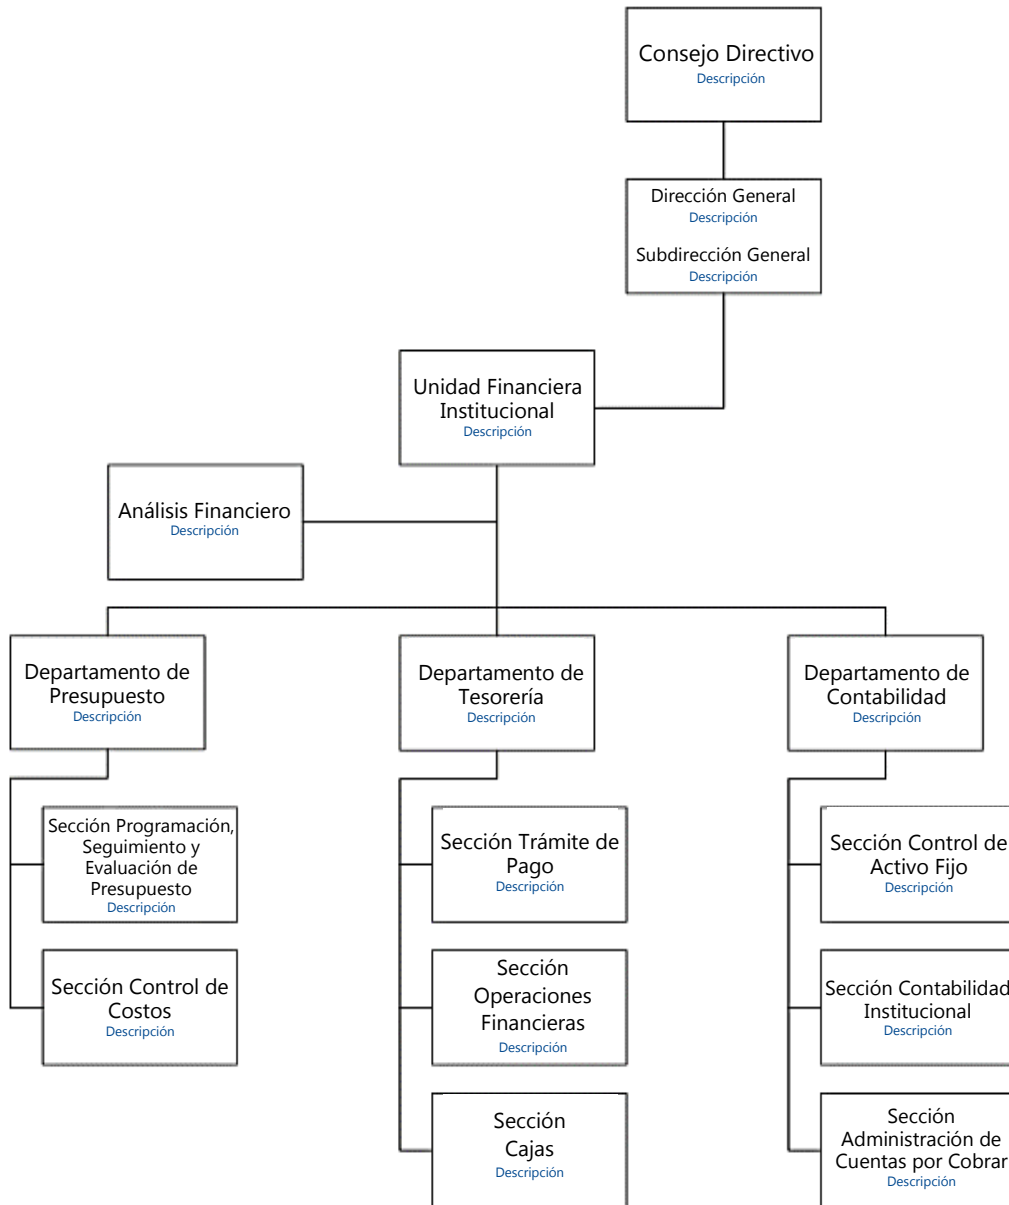 Consejo Directivo
Descripción
Dirección General
Descripción
Subdirección General
Descripción
Unidad Financiera
Institucional
Descripción
Análisis Financiero
Descripción
Departamento de
Presupuesto
Descripción
Departamento de
Tesorería
Descripción
Departamento de
Contabilidad
Descripción
Sección Programación,
Seguimiento y
Evaluación de
Presupuesto
Descripción
Sección Trámite de
Pago
Descripción
Sección Control de
Activo Fijo
Descripción
Sección Control de
Costos
Descripción
Sección
Operaciones
Financieras
Descripción
Sección Contabilidad
Institucional
Descripción
Sección
Cajas
Descripción
Sección
Administración de
Cuentas por Cobrar
Descripción